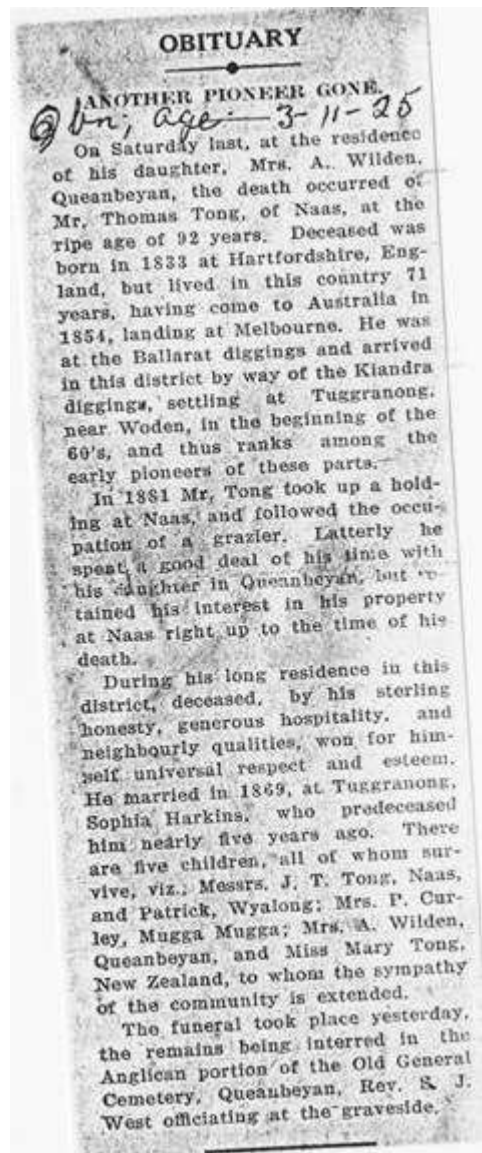 OBITUARY
ANOTHER PIONEER GONE.
Qbn; age 3-11-25
On Saturday last, at the residence
of his daughter, Mrs. A. Wilden,
Queanbeyan, the death occurred of
Mr. Thomas Tong, of Naas, at the
ripe age of 92 years. Deceased was
born in 1833 at Hartfordshire, Eng-
land, but lived in this country 71
years, having come to Australia in
1854, landing at Melbourne. He was
at the Ballarat diggings and arrived
in this district by way of the Kiandra
diggings, settling at Tuggranong,
near Woden, in the beginning of the
60's, and thus ranks among the
early pioneers of these parts.
In 1881 Mr. Tong took up a hold-
ing at Naas, and followed the occu-
pation of a grazier. Latterly he
spent a good deal of his time with
his daughter in Queanbeyan, but
tained his interest in his property
at Naas right up to the time of his
death.
During his long residence in this
district, deceased, by his sterling
honesty, generous hospitality, and
neighbourly qualities, won for him-
self universal respect and esteem.
He married in 1869, at Tuggranong,
Sophia Harkins, who predeceased
him nearly five years ago. There
are five children, all of whom sur-
vive, viz.: Messrs. J. T. Tong, Naas,
and Patrick, Wyalong; Mrs. P. Cur-
ley, Mugga Mugga; Mrs. A. Wilden,
Queanbeyan, and Miss Mary Tong,
New Zealand, to whom the sympathy
of the community is extended.
The funeral took place yesterday,
the remains being interred in the
Anglican portion of the Old General
Cemetery, Queanbeyan, Rev. S. J.
West officiating at the graveside.